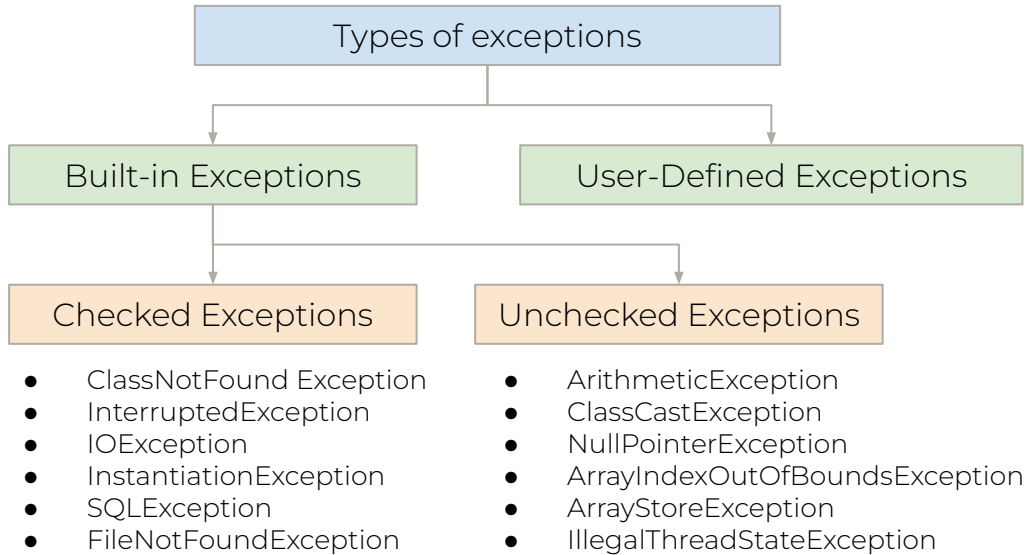 Types of exceptions
Built-in Exceptions
User-Defined Exceptions
Checked Exceptions
Unchecked Exceptions
● ClassNotFound Exception
● InterruptedException
● IOException
● InstantiationException
● SQLException
● FileNotFoundException
● ArithmeticException
● ClassCastException
● NullPointerException
● ArrayIndexOutOfBoundsException
● ArrayStoreException
● IllegalThreadStateException